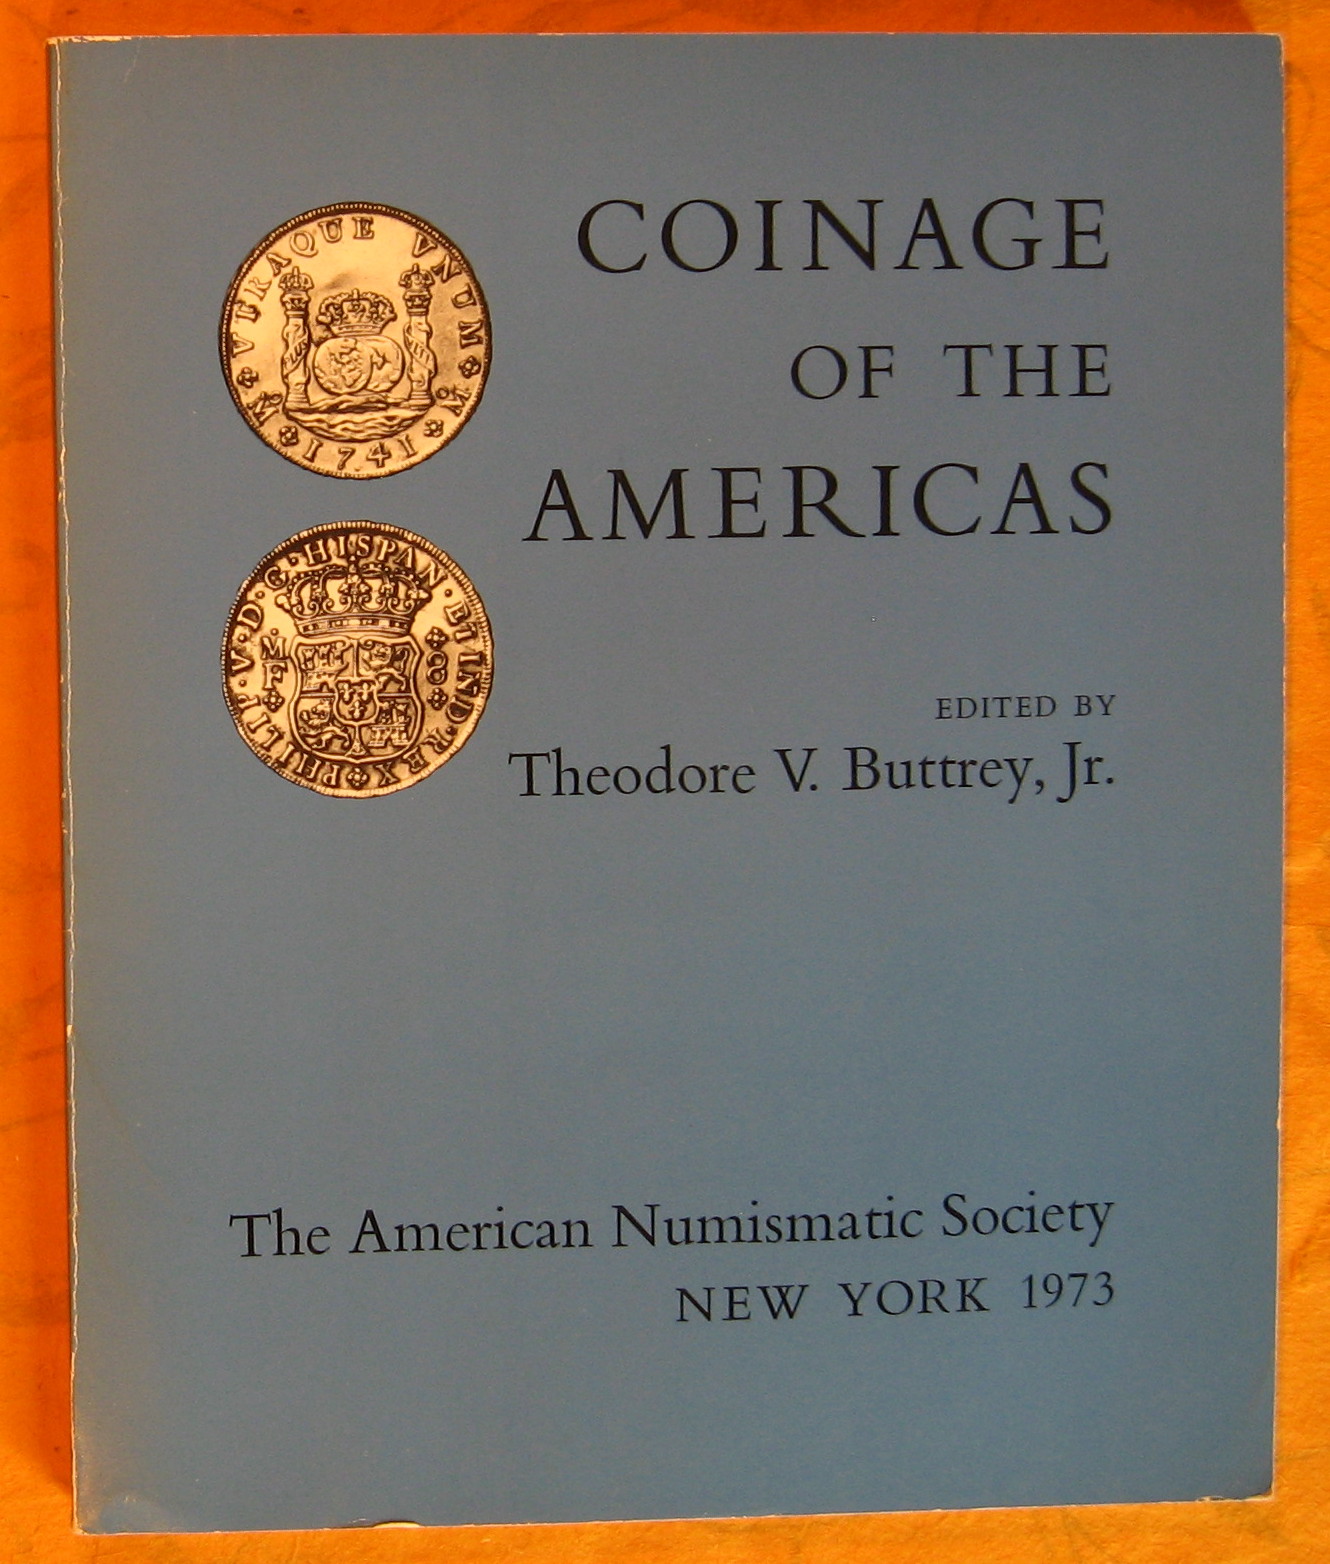 COINAGE
OF THE
AMERICAS
VTRAQUE VNUM
M 1741 M
PHILIP·V·D·G·HISPAN·ET IND·REX
MF
8
EDITED BY
Theodore V. Buttrey, Jr.
The American Numismatic Society
NEW YORK 1973